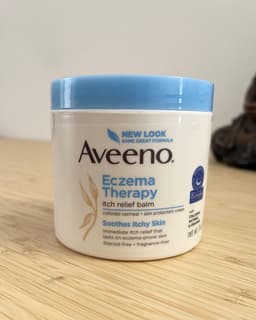 NEW LOOK
SAME GREAT FORMULA
Aveeno.
Eczema
Therapy
itch relief balm
colloidal oatmeal • skin protectant cream
Soothes Itchy Skin
immediate itch relief that
lasts on eczema-prone skin
Steroid-free • fragrance-free